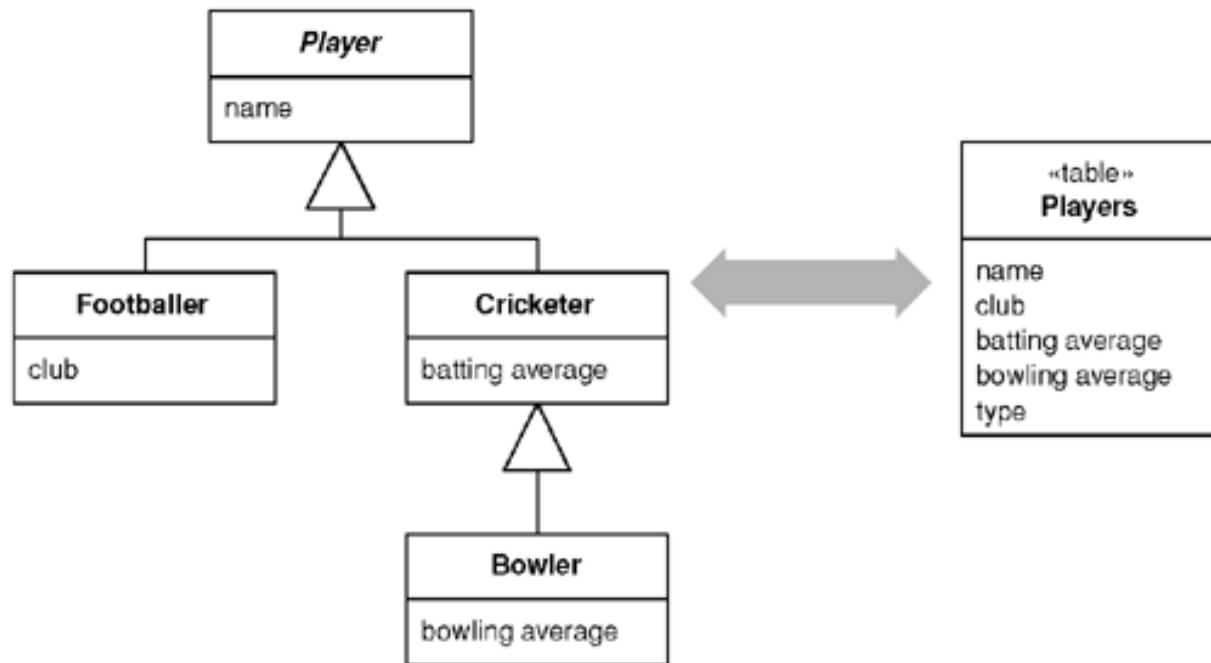 Player
name
Footballer
club
Cricketer
batting average
Bowler
bowling average
«table»
Players
name
club
batting average
bowling average
type